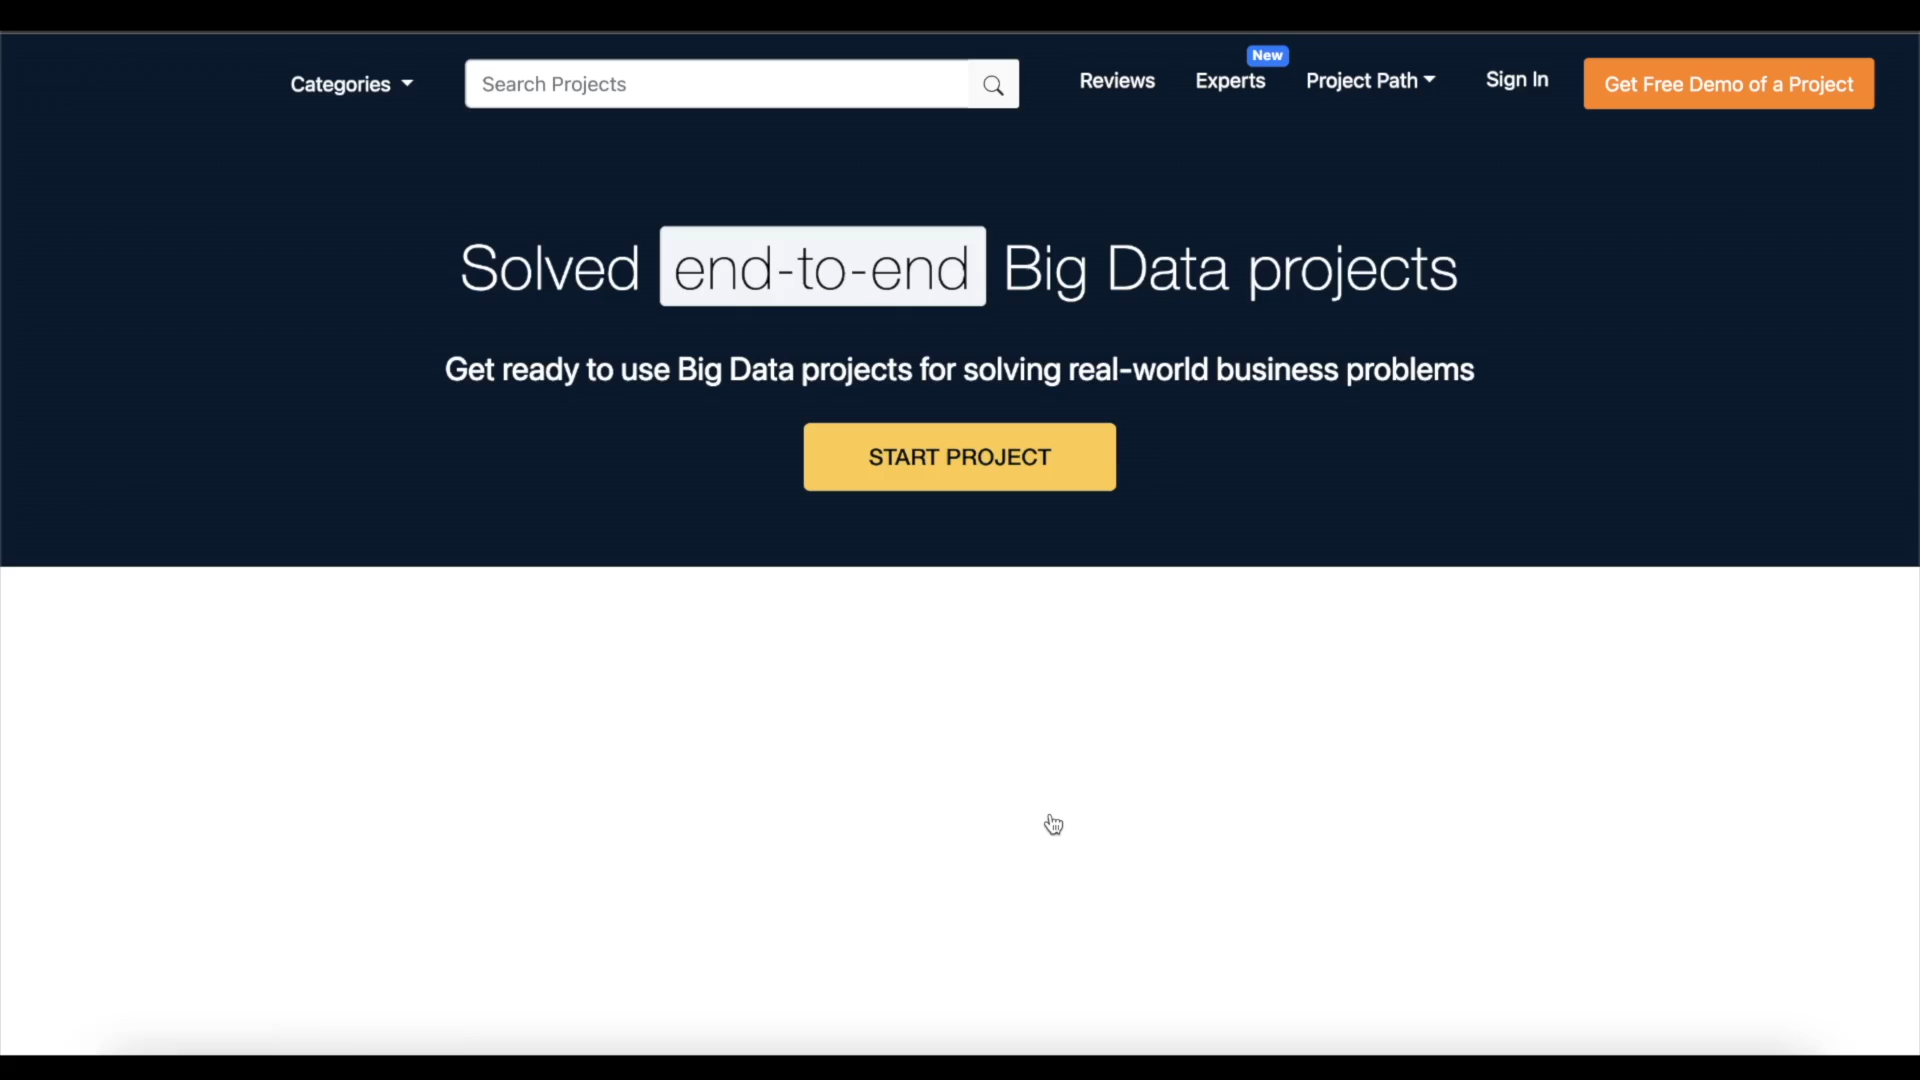 Categories
Search Projects
Reviews
New
Experts
Project Path
Sign In
Get Free Demo of a Project
Solved end-to-end Big Data projects
Get ready to use Big Data projects for solving real-world business problems
START PROJECT